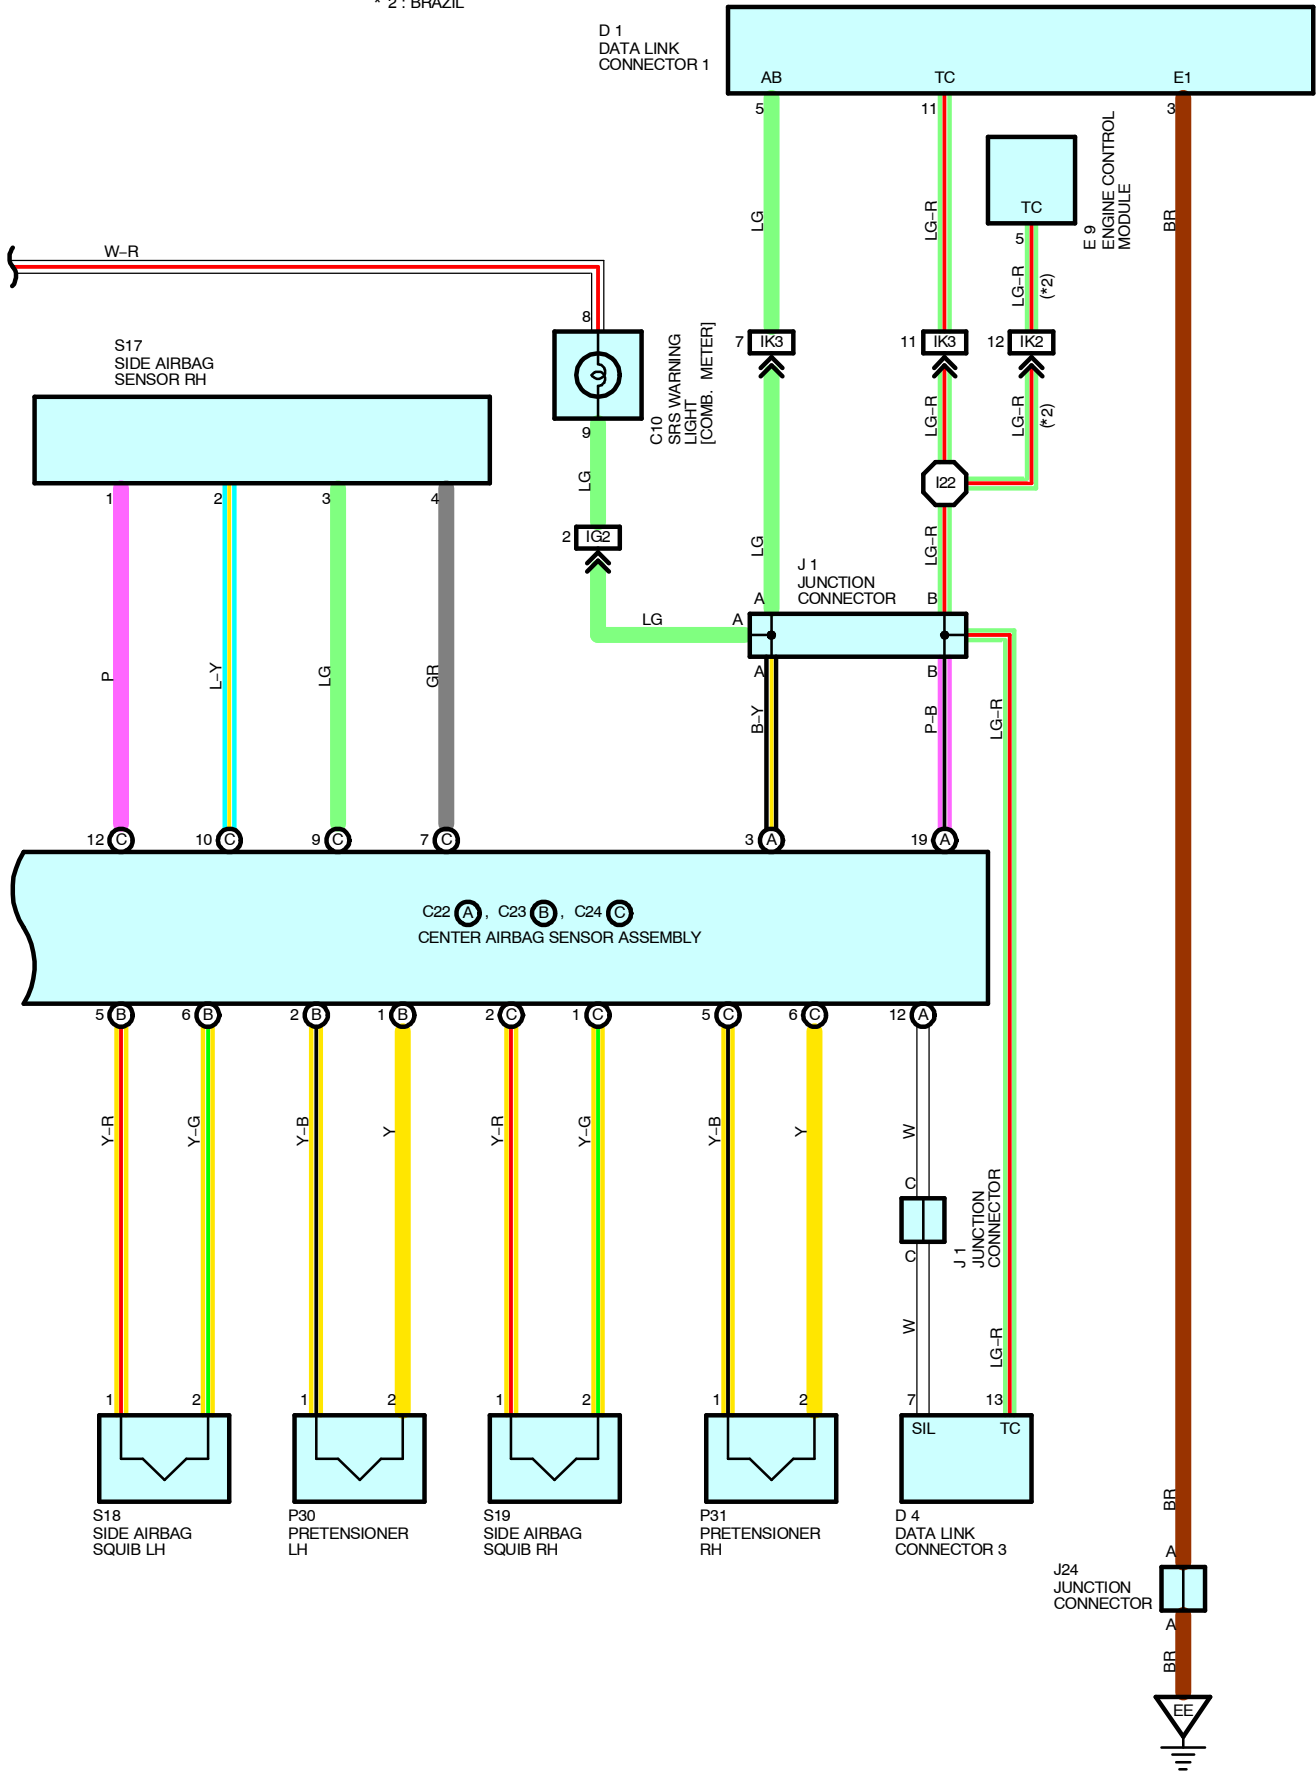 * 2 : BRAZIL
D 1
DATA LINK
CONNECTOR 1
AB
TC
E1
5
11
3
E 9
ENGINE CONTROL
MODULE
TC
5
LG
LG-R
BR
LG-R
(*2)
W-R
8
C10
SRS WARNING
LIGHT
[COMB. METER]
9
7
IK3
11
IK3
12
IK2
S17
SIDE AIRBAG
SENSOR RH
LG-R
LG-R
(*2)
LG
I22
1
2
3
4
2
IG2
LG
LG-R
J 1
JUNCTION
CONNECTOR
A
B
LG
A
A
B
P
L-Y
LG
GR
B-Y
P-B
LG-R
12
C
10
C
9
C
7
C
3
A
19
A
C22 A , C23 B , C24 C
CENTER AIRBAG SENSOR ASSEMBLY
5
B
6
B
2
B
1
B
2
C
1
C
5
C
6
C
12
A
Y-R
Y-G
Y-B
Y
Y-R
Y-G
Y-B
Y
W
C
J 1
JUNCTION
CONNECTOR
C
W
LG-R
1
2
1
2
1
2
1
2
7
13
SIL
TC
S18
SIDE AIRBAG
SQUIB LH
P30
PRETENSIONER
LH
S19
SIDE AIRBAG
SQUIB RH
P31
PRETENSIONER
RH
D 4
DATA LINK
CONNECTOR 3
BR
A
J24
JUNCTION
CONNECTOR
A
BR
EE